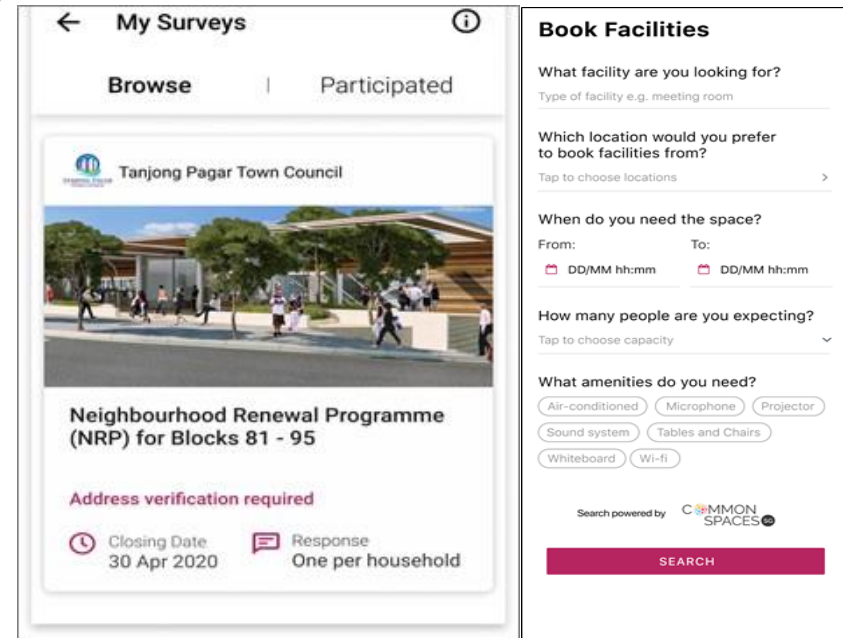 My Surveys
Browse | Participated
Tanjong Pagar Town Council
Neighbourhood Renewal Programme
(NRP) for Blocks 81 - 95
Address verification required
Closing Date
30 Apr 2020
Response
One per household
Book Facilities
What facility are you looking for?
Type of facility e.g. meeting room
Which location would you prefer
to book facilities from?
Tap to choose locations
When do you need the space?
From: To:
DD/MM hh:mm DD/MM hh:mm
How many people are you expecting?
Tap to choose capacity
What amenities do you need?
Air-conditioned Microphone Projector
Sound system Tables and Chairs
Whiteboard Wi-fi
Search powered by
COMMON
SPACES SG
SEARCH